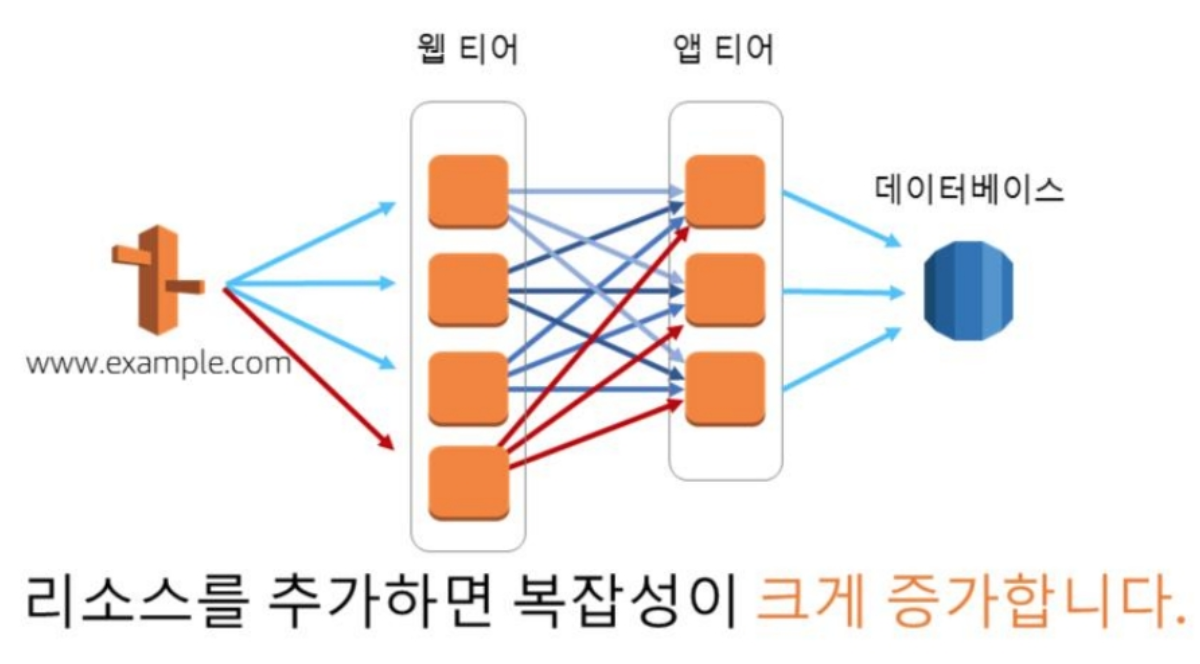 웹 티어
앱 티어
데이터베이스
www.example.com
리소스를 추가하면 복잡성이 크게 증가합니다.